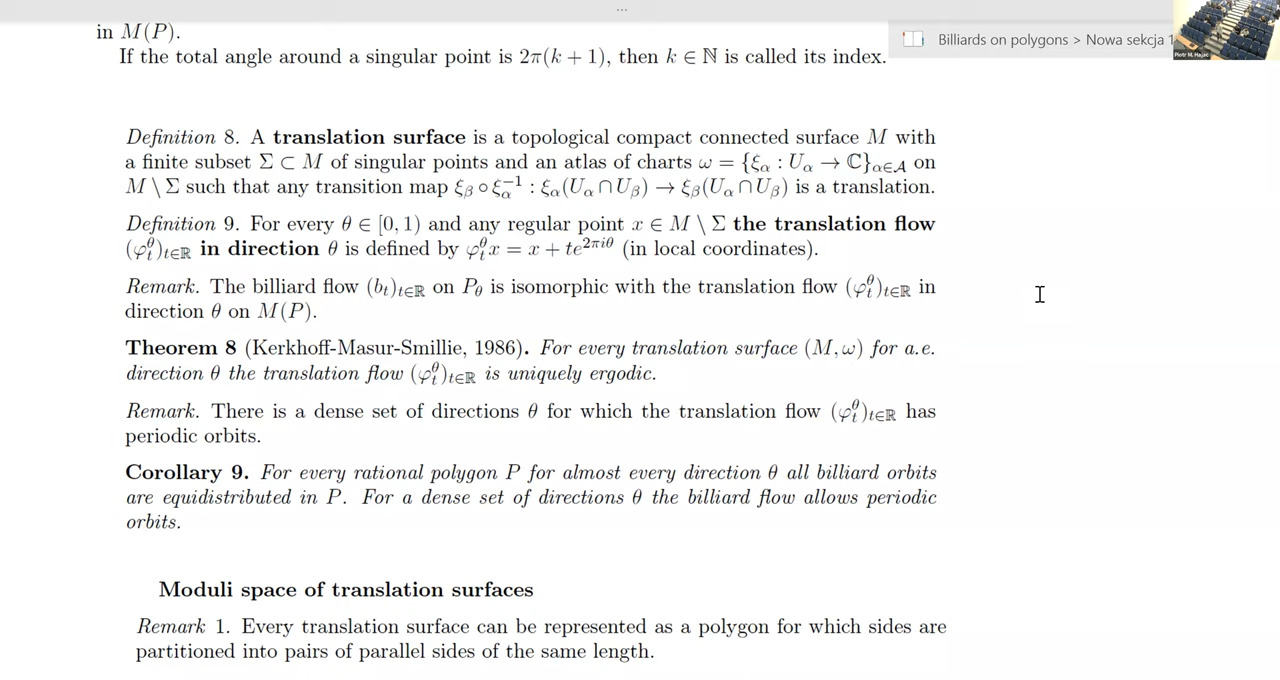 ...
in M(P).
Billiards on polygons > Nowa sekcja 1
Piotr M. Hajac
If the total angle around a singular point is 2π(k + 1), then k ∈ ℕ is called its index.
Definition 8. A translation surface is a topological compact connected surface M with
a finite subset Σ ⊂ M of singular points and an atlas of charts ω = {ξ_α : U_α → ℂ}_{α∈𝒜} on
M \ Σ such that any transition map ξ_β ∘ ξ_α^{-1} : ξ_α(U_α ∩ U_β) → ξ_β(U_α ∩ U_β) is a translation.
Definition 9. For every θ ∈ [0, 1) and any regular point x ∈ M \ Σ the translation flow
(φ_t^θ)_{t∈ℝ} in direction θ is defined by φ_t^θ x = x + te^{2πiθ} (in local coordinates).
Remark. The billiard flow (b_t)_{t∈ℝ} on P_θ is isomorphic with the translation flow (φ_t^θ)_{t∈ℝ} in
direction θ on M(P).
Theorem 8 (Kerkhoff-Masur-Smillie, 1986). For every translation surface (M, ω) for a.e.
direction θ the translation flow (φ_t^θ)_{t∈ℝ} is uniquely ergodic.
Remark. There is a dense set of directions θ for which the translation flow (φ_t^θ)_{t∈ℝ} has
periodic orbits.
Corollary 9. For every rational polygon P for almost every direction θ all billiard orbits
are equidistributed in P. For a dense set of directions θ the billiard flow allows periodic
orbits.
Moduli space of translation surfaces
Remark 1. Every translation surface can be represented as a polygon for which sides are
partitioned into pairs of parallel sides of the same length.